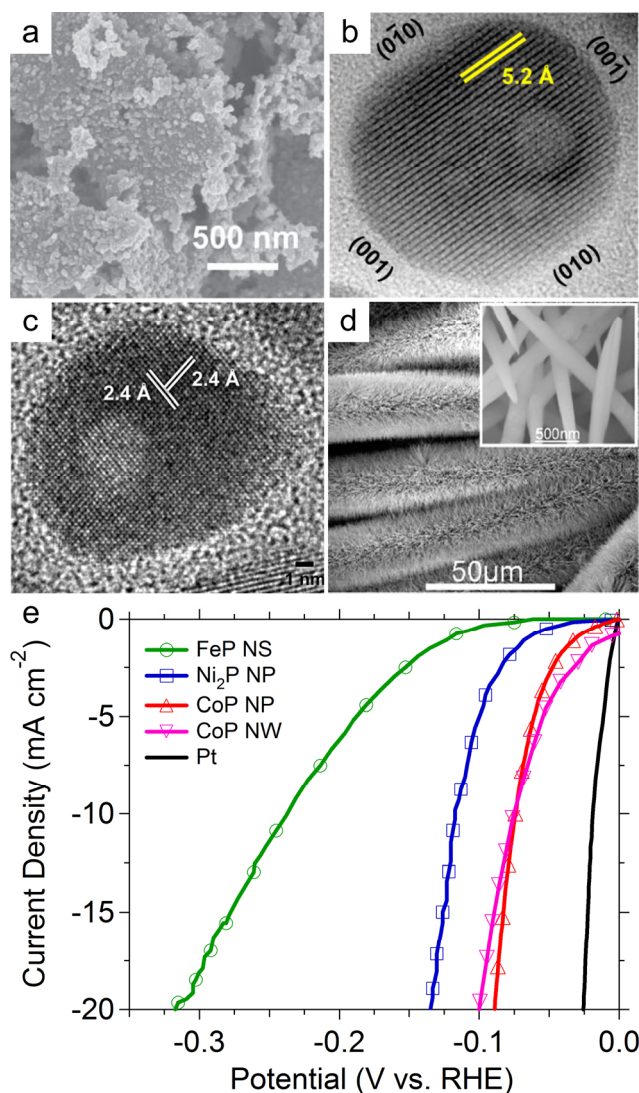 a
500 nm
b
(01̄0)
(001̄)
5.2 Å
(001)
(010)
c
2.4 Å
2.4 Å
1 nm
d
500nm
50μm
e
FeP NS
Ni₂P NP
CoP NP
CoP NW
Pt
0
-5
-10
-15
-20
Current Density (mA cm⁻²)
-0.3
-0.2
-0.1
0.0
Potential (V vs. RHE)